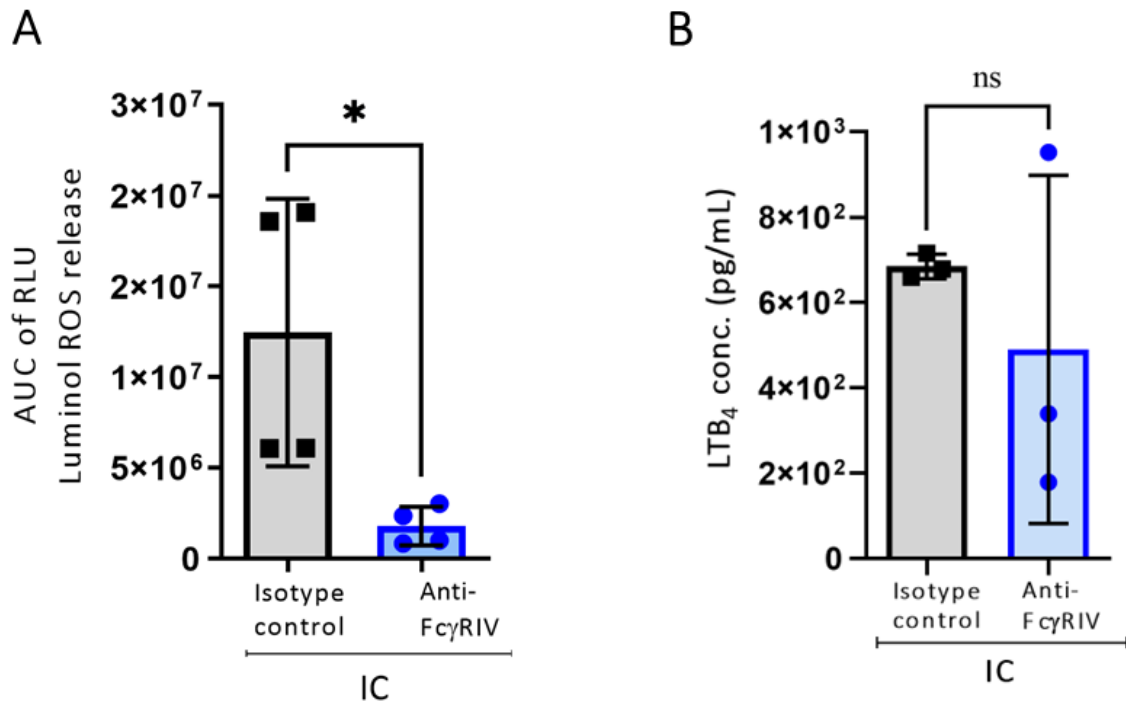 A
AUC of RLU
Luminol ROS release
3×10⁷
2×10⁷
2×10⁷
1×10⁷
5×10⁶
0
*
Isotype
control
Anti-
FcγRIV
IC
B
LTB₄ conc. (pg/mL)
1×10³
8×10²
6×10²
4×10²
2×10²
0
ns
Isotype
control
Anti-
FcγRIV
IC